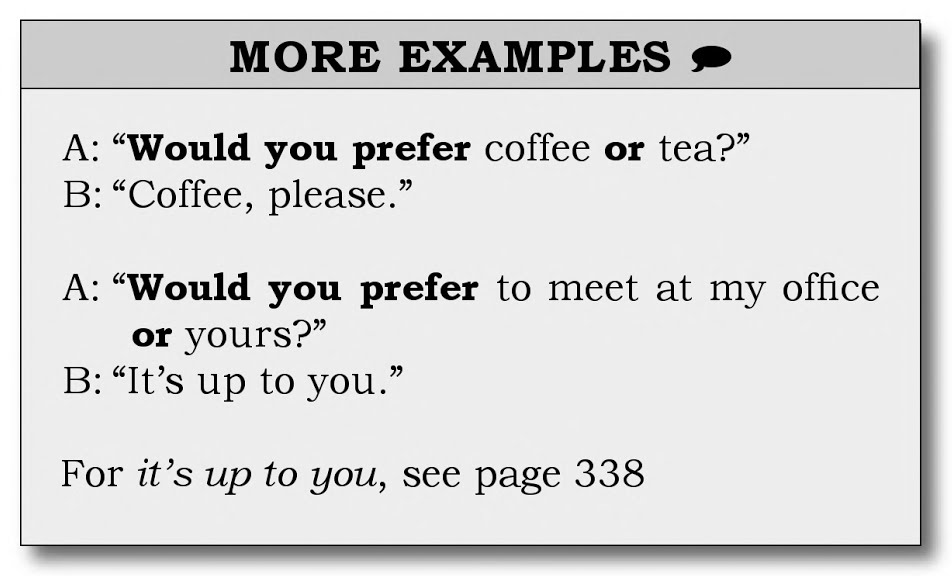 MORE EXAMPLES
A: “Would you prefer coffee or tea?”
B: “Coffee, please.”
A: “Would you prefer to meet at my office
or yours?”
B: “It’s up to you.”
For it’s up to you, see page 338